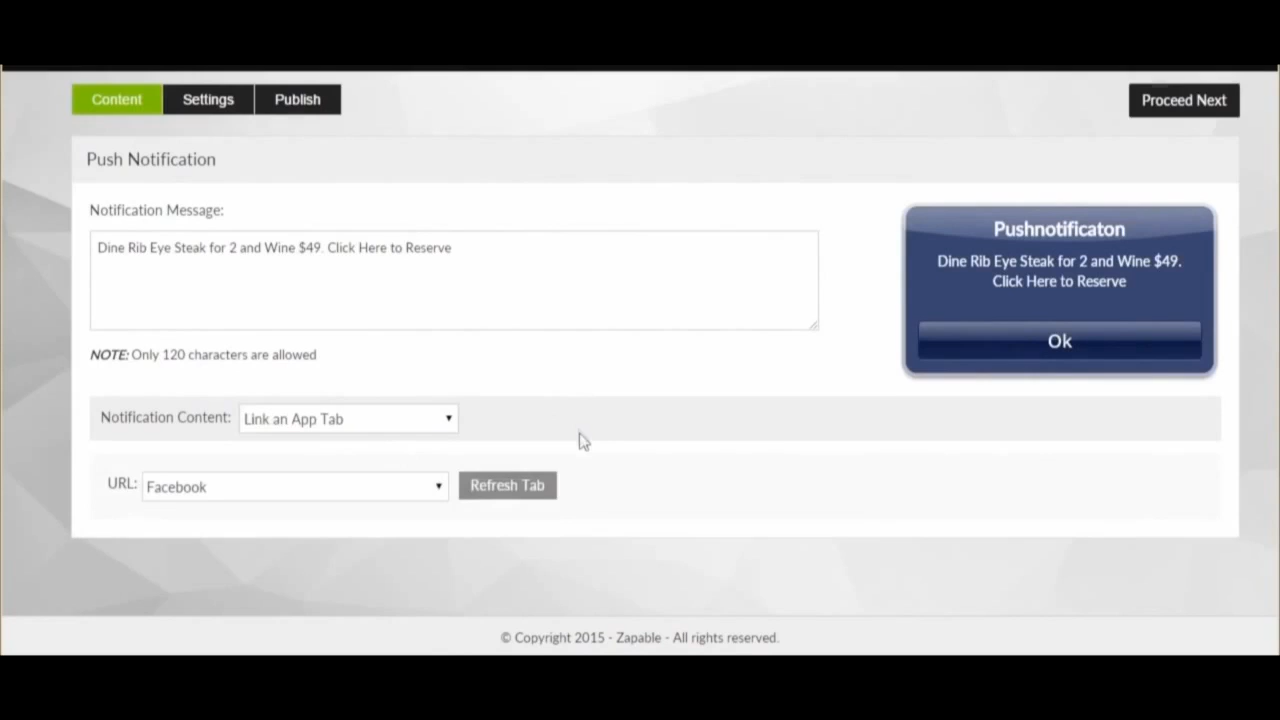 Content Settings Publish Proceed Next
Push Notification
Notification Message:
Dine Rib Eye Steak for 2 and Wine $49. Click Here to Reserve
NOTE: Only 120 characters are allowed
Pushnotificaton
Dine Rib Eye Steak for 2 and Wine $49.
Click Here to Reserve
Ok
Notification Content: Link an App Tab
URL: Facebook Refresh Tab
© Copyright 2015 - Zapable - All rights reserved.